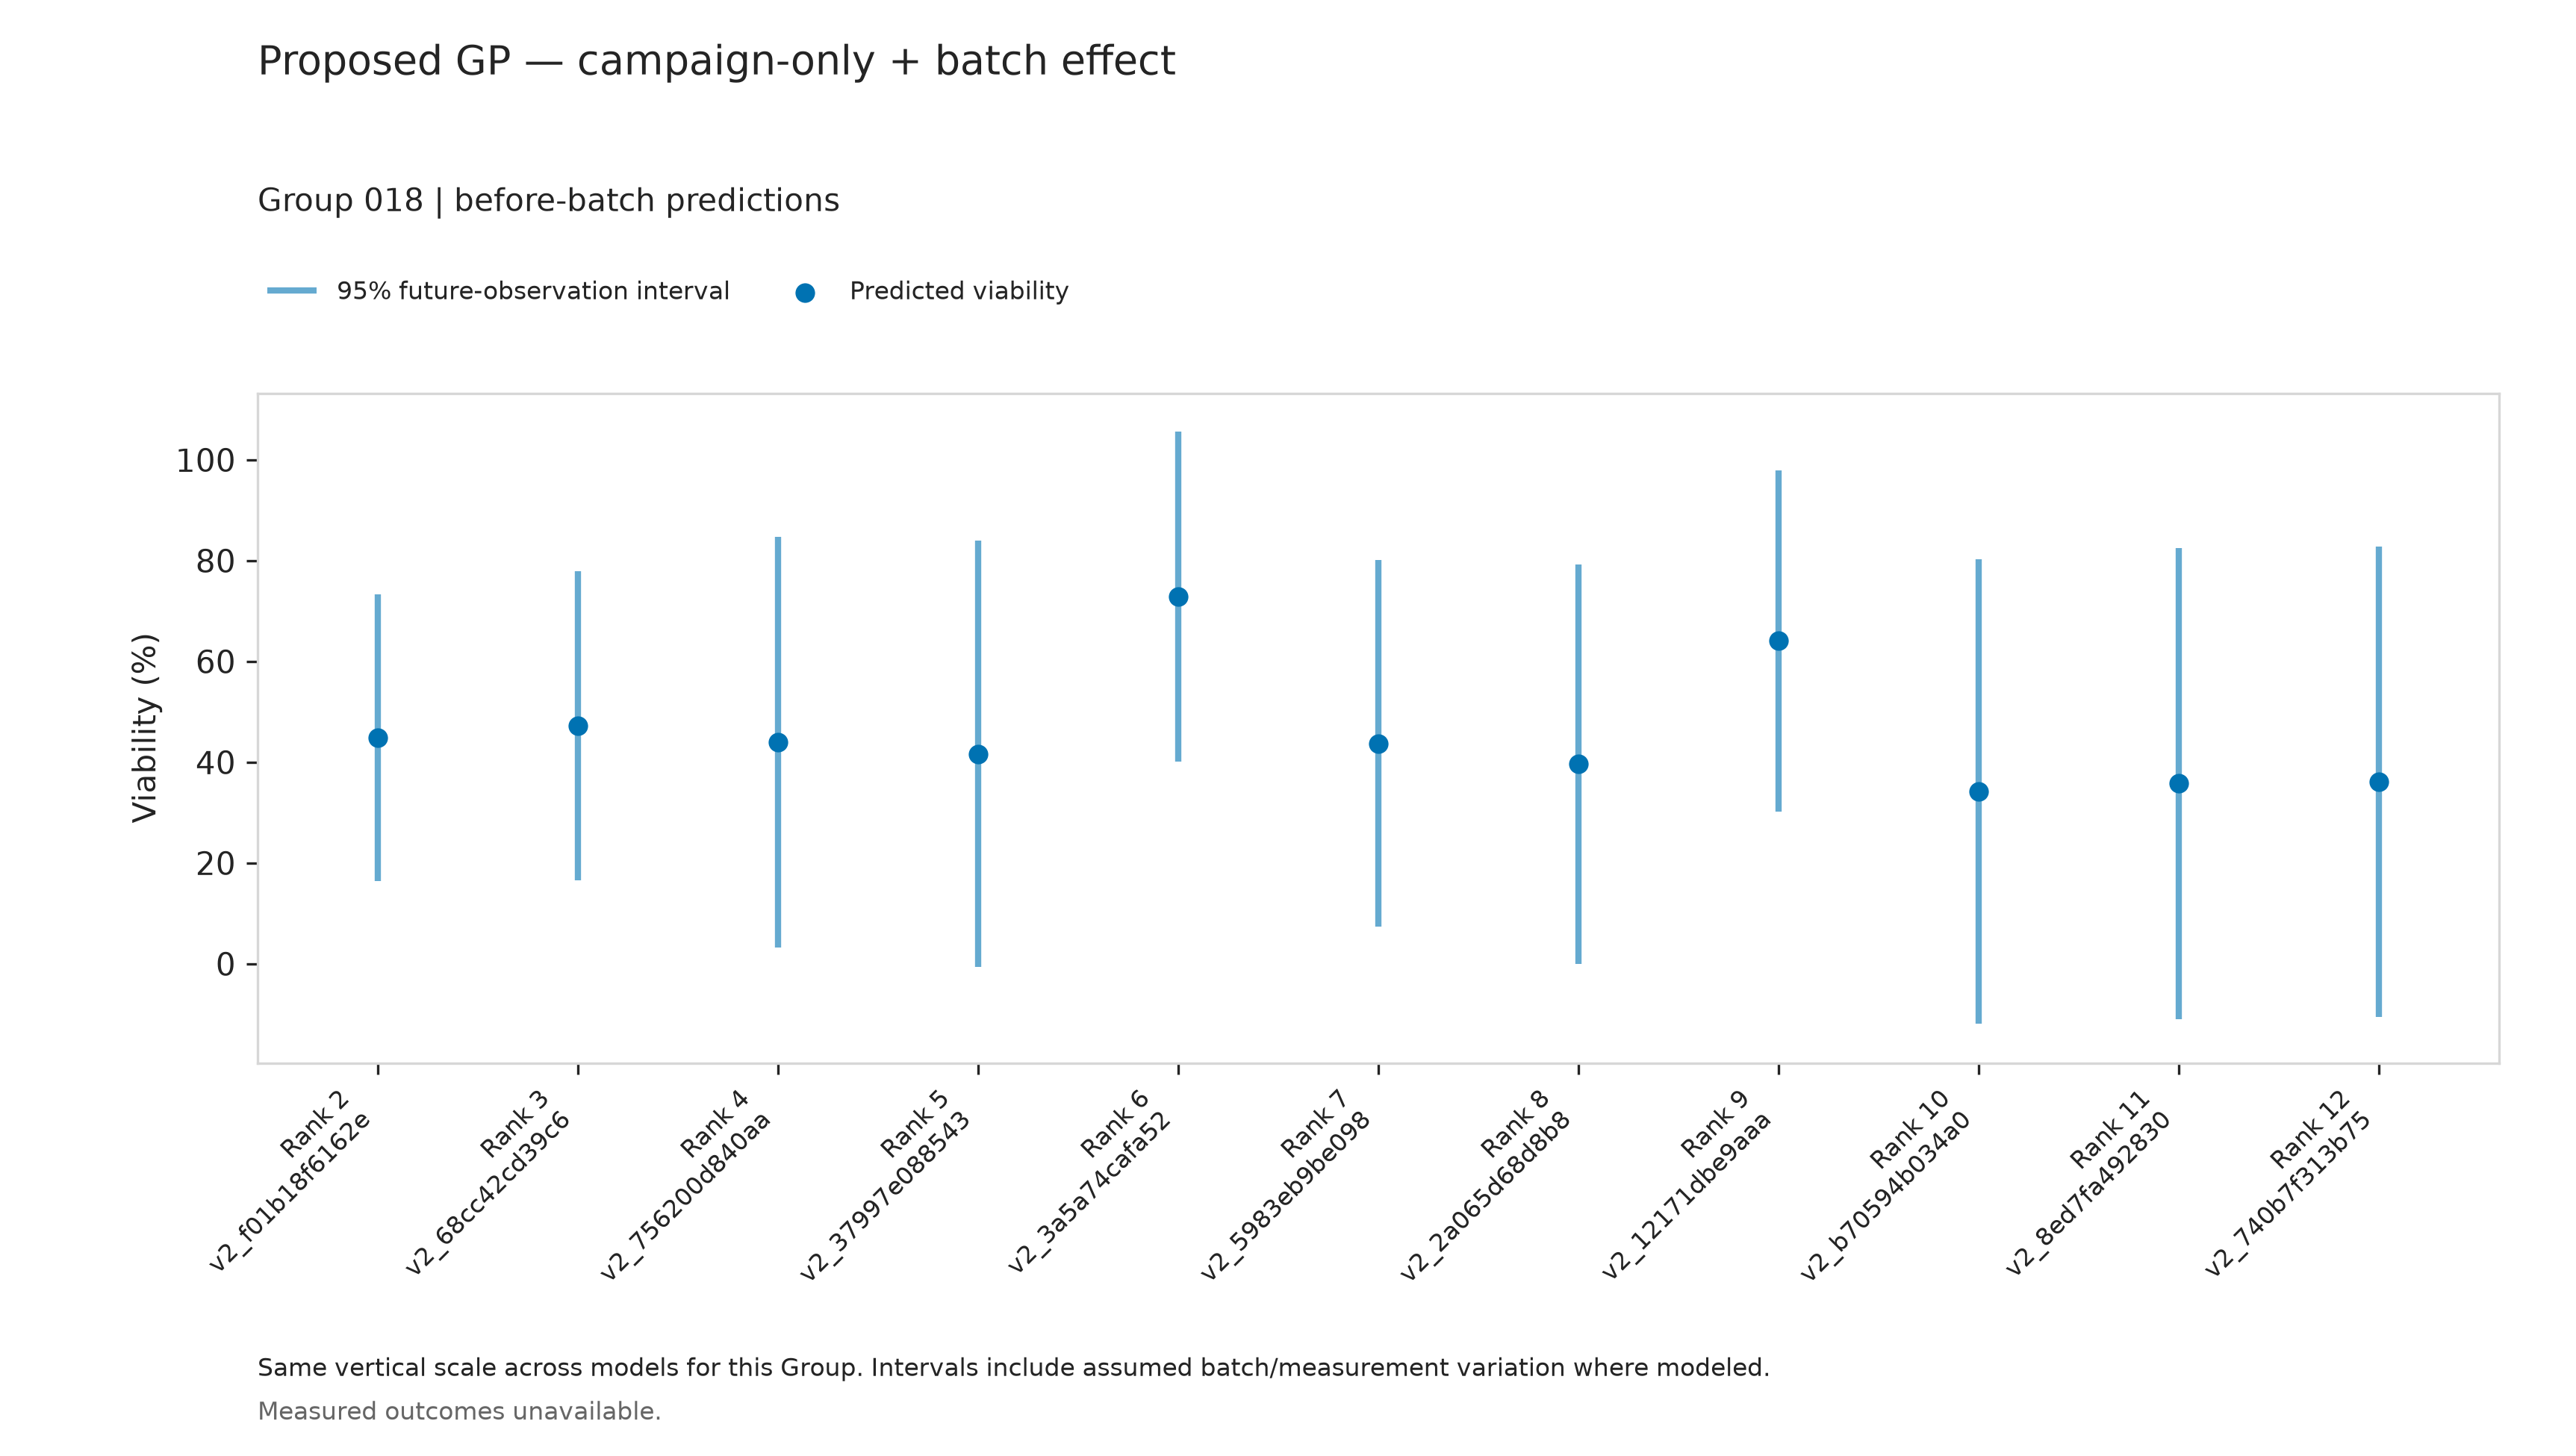 Proposed GP — campaign-only + batch effect
Group 018 | before-batch predictions
95% future-observation interval
Predicted viability
Viability (%)
100
80
60
40
20
0
Rank 2
v2_f01b18f6162e
Rank 3
v2_68cc42cd39c6
Rank 4
v2_756200d840aa
Rank 5
v2_37997e088543
Rank 6
v2_3a5a74cafa52
Rank 7
v2_5983eb9be098
Rank 8
v2_2a065d68d8b8
Rank 9
v2_12171dbe9aaa
Rank 10
v2_b70594b034a0
Rank 11
v2_8ed7fa492830
Rank 12
v2_740b7f313b75
Same vertical scale across models for this Group. Intervals include assumed batch/measurement variation where modeled.
Measured outcomes unavailable.